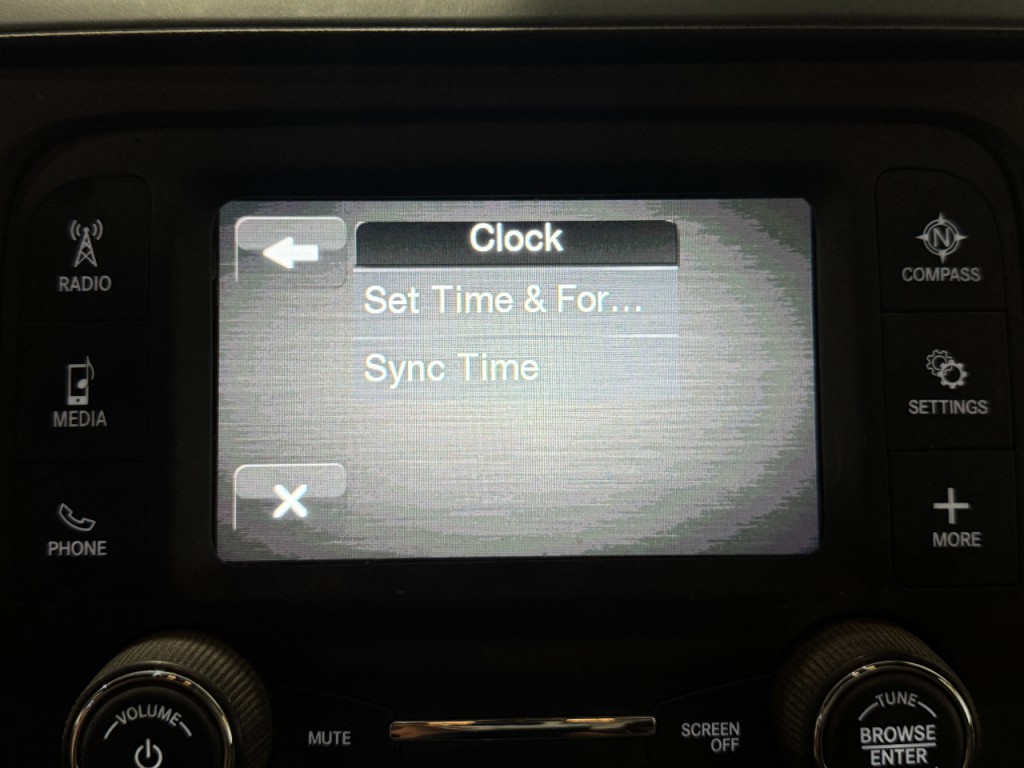 RADIO
MEDIA
PHONE
Clock
Set Time & For...
Sync Time
N
COMPASS
SETTINGS
MORE
VOLUME
MUTE
SCREEN
OFF
TUNE
BROWSE
ENTER